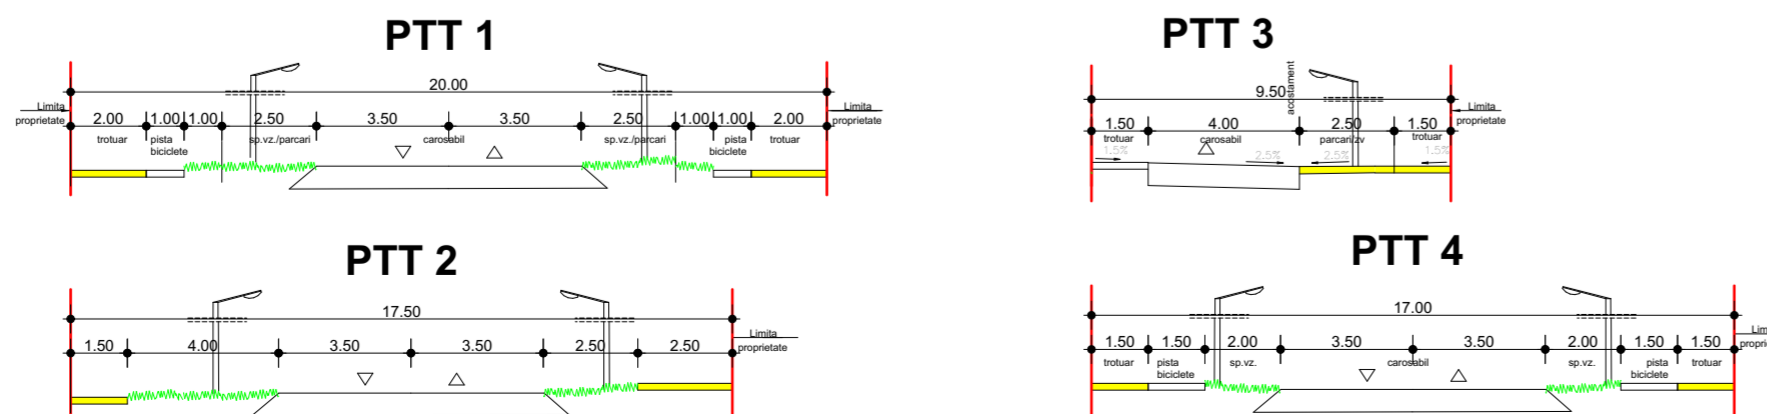 PTT 1
20.00
Limita
proprietate
2.00 1.00 1.00 2.50 3.50 3.50 2.50 1.00 1.00 2.00
trotuar pista biciclete sp.vz./parcari carosabil sp.vz./parcari pista biciclete trotuar
Limita
proprietate
PTT 3
9.50
acostament
Limita
proprietate
1.50 4.00 2.50 1.50
trotuar carosabil parcari/zv trotuar
1.5% 2.5% 2.5% 1.5%
PTT 2
17.50
Limita
proprietate
1.50 4.00 3.50 3.50 2.50 2.50
PTT 4
17.00
1.50 1.50 2.00 3.50 3.50 2.00 1.50 1.50
trotuar pista biciclete sp.vz. carosabil sp.vz. pista biciclete trotuar